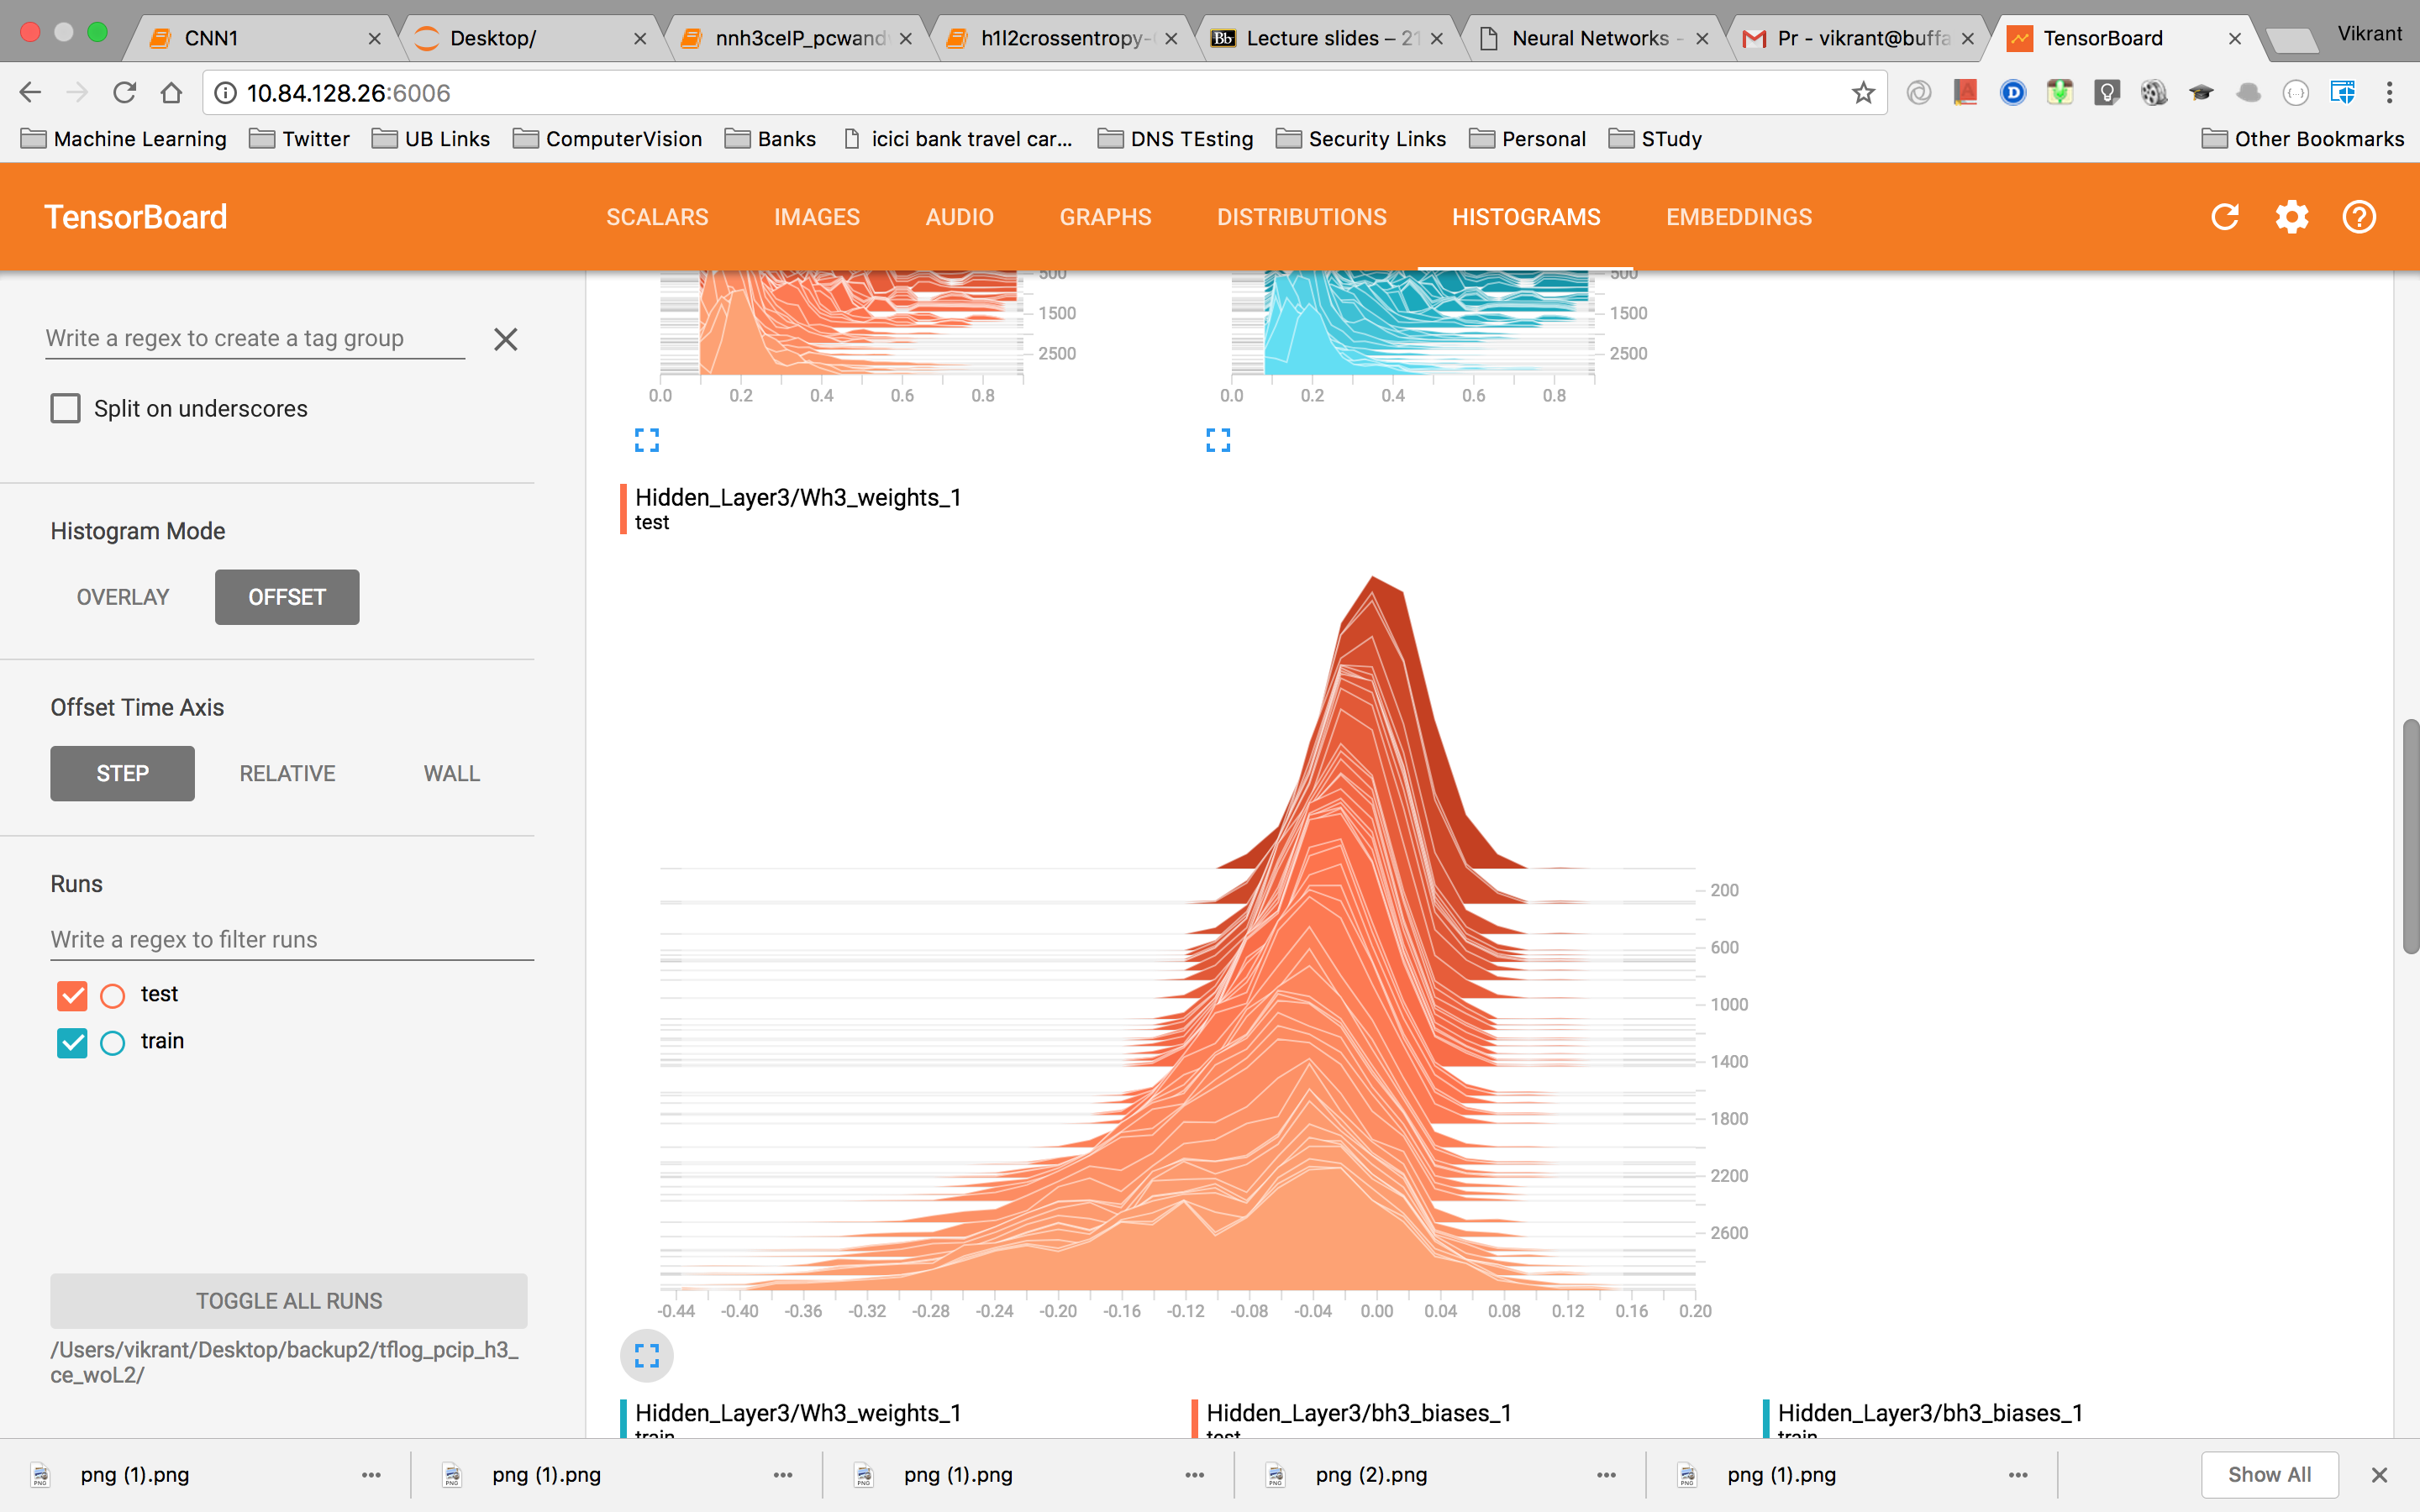 CNN1
Desktop/
nnh3ceIP_pcwand
h1l2crossentropy-
Lecture slides – 21
Neural Networks -
Pr - vikrant@buffa
TensorBoard
Vikrant
10.84.128.26:6006
Machine Learning
Twitter
UB Links
ComputerVision
Banks
icici bank travel car...
DNS TEsting
Security Links
Personal
STudy
Other Bookmarks
TensorBoard
SCALARS
IMAGES
AUDIO
GRAPHS
DISTRIBUTIONS
HISTOGRAMS
EMBEDDINGS
Write a regex to create a tag group
Split on underscores
Histogram Mode
OVERLAY
OFFSET
Offset Time Axis
STEP
RELATIVE
WALL
Runs
Write a regex to filter runs
test
train
TOGGLE ALL RUNS
/Users/vikrant/Desktop/backup2/tflog_pcip_h3_
ce_woL2/
500
1500
2500
0.0 0.2 0.4 0.6 0.8
500
1500
2500
0.0 0.2 0.4 0.6 0.8
Hidden_Layer3/Wh3_weights_1
test
200
600
1000
1400
1800
2200
2600
-0.44 -0.40 -0.36 -0.32 -0.28 -0.24 -0.20 -0.16 -0.12 -0.08 -0.04 0.00 0.04 0.08 0.12 0.16 0.20
Hidden_Layer3/Wh3_weights_1
train
Hidden_Layer3/bh3_biases_1
test
Hidden_Layer3/bh3_biases_1
train
png (1).png
png (1).png
png (1).png
png (2).png
png (1).png
Show All